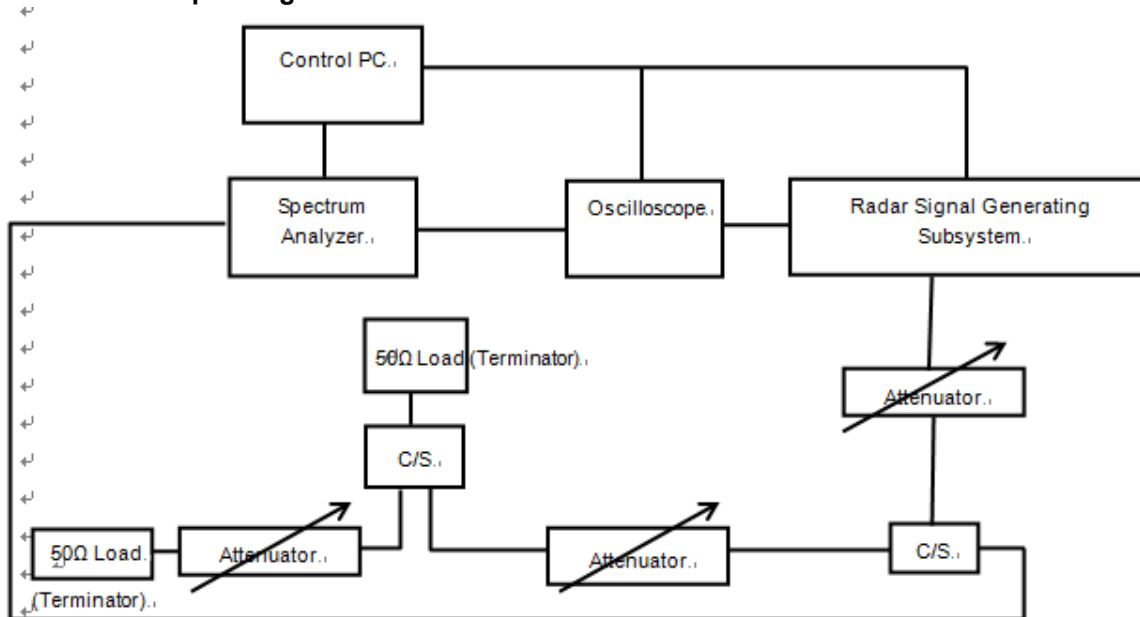 Control PC.
Spectrum
Analyzer.
Oscilloscope.
Radar Signal Generating
Subsystem.
50Ω Load (Terminator).
Attenuator.
C/S.
50Ω Load.
Attenuator.
Attenuator.
C/S.
(Terminator).